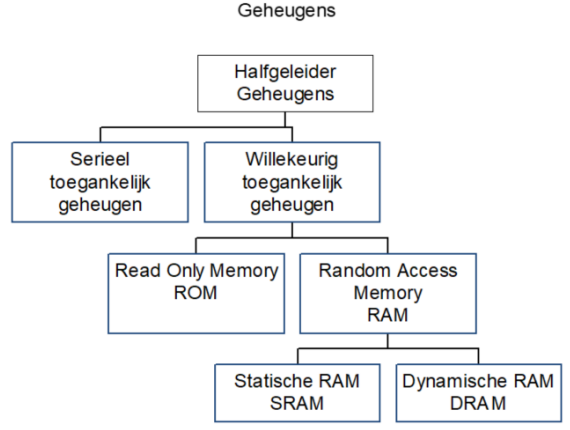 Geheugens
Halfgeleider
Geheugens
Serieel
toegankelijk
geheugen
Willekeurig
toegankelijk
geheugen
Read Only Memory
ROM
Random Access
Memory
RAM
Statische RAM
SRAM
Dynamische RAM
DRAM